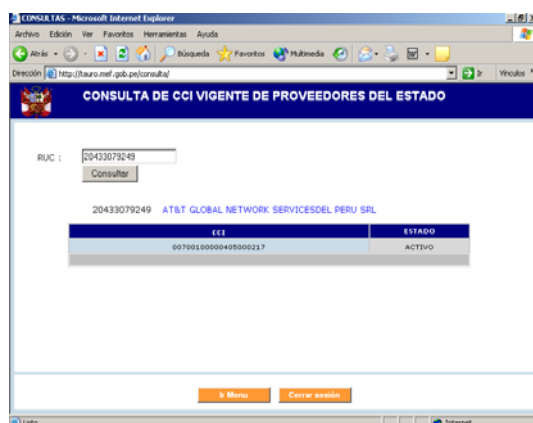 CONSULTAS - Microsoft Internet Explorer
Archivo Edición Ver Favoritos Herramientas Ayuda
Atrás Búsqueda Favoritos Multimedia
Dirección http://tauro.mef.gob.pe/consulta/ Ir Vínculos
CONSULTA DE CCI VIGENTE DE PROVEEDORES DEL ESTADO
RUC : 20433079249
Consultar
20433079249 AT&T GLOBAL NETWORK SERVICESDEL PERU SRL
CCI ESTADO
00700100000405000217 ACTIVO
Ir Menu Cerrar sesión
Listo Internet